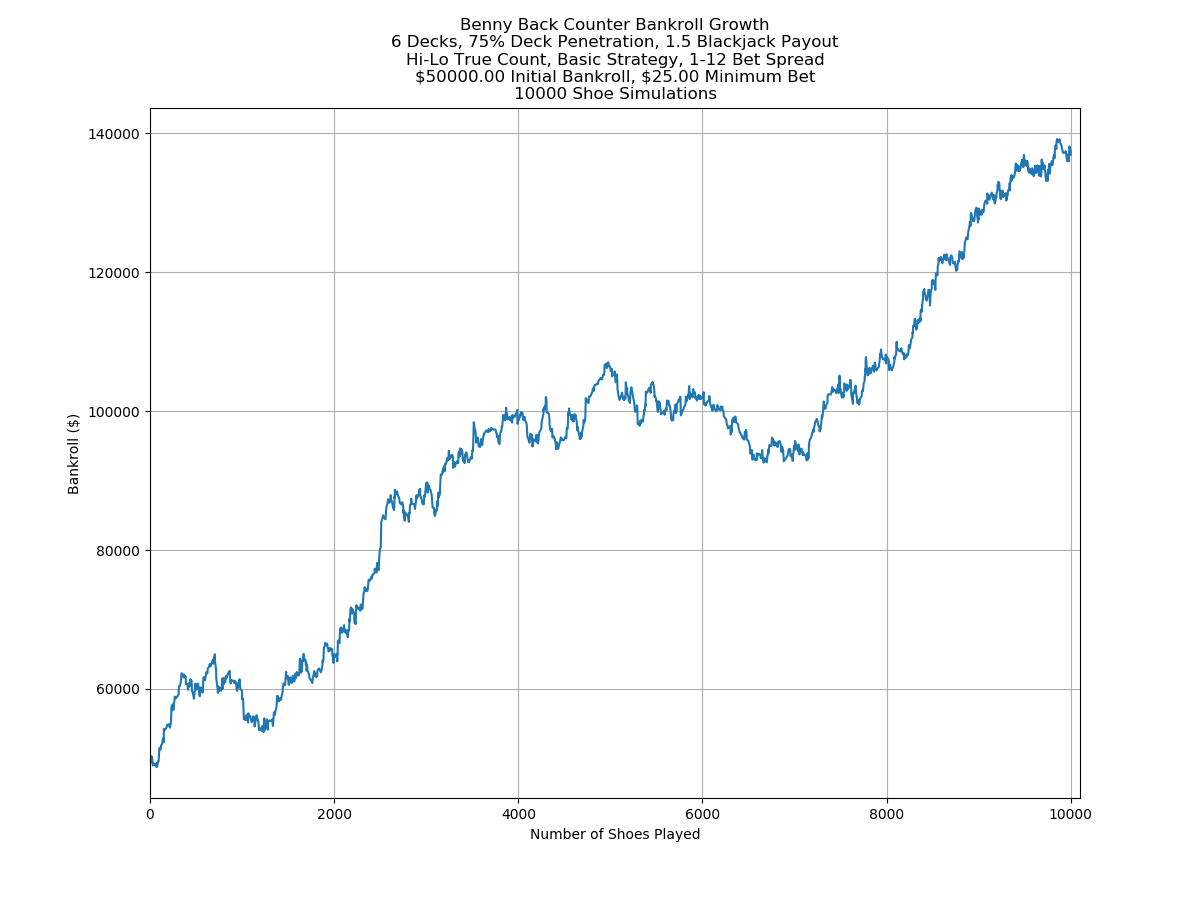 Benny Back Counter Bankroll Growth
6 Decks, 75% Deck Penetration, 1.5 Blackjack Payout
Hi-Lo True Count, Basic Strategy, 1-12 Bet Spread
$50000.00 Initial Bankroll, $25.00 Minimum Bet
10000 Shoe Simulations
140000
120000
100000
80000
60000
Bankroll ($)
0 2000 4000 6000 8000 10000
Number of Shoes Played